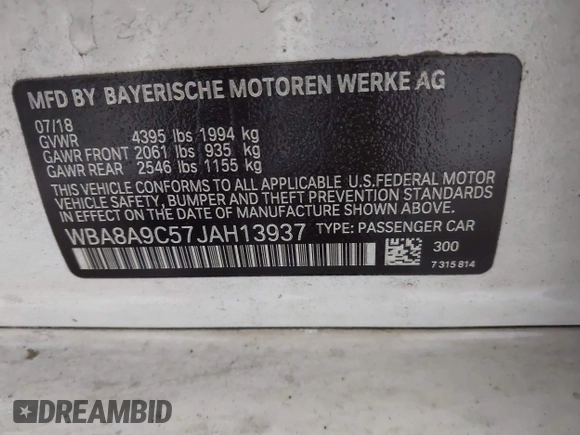 MFD BY BAYERISCHE MOTOREN WERKE AG
07/18
GVWR 4395 lbs 1994 kg
GAWR FRONT 2061 lbs 935 kg
GAWR REAR 2546 lbs 1155 kg
THIS VEHICLE CONFORMS TO ALL APPLICABLE U.S.FEDERAL MOTOR
VEHICLE SAFETY, BUMPER AND THEFT PREVENTION STANDARDS
IN EFFECT ON THE DATE OF MANUFACTURE SHOWN ABOVE.
WBA8A9C57JAH13937 TYPE: PASSENGER CAR
300
7 315 814
DREAMBID